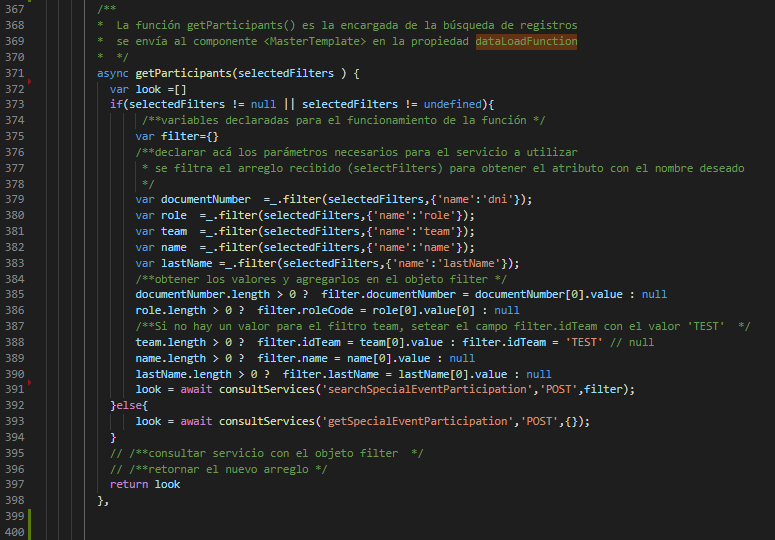 367 /**
368 *  La función getParticipants() es la encargada de la búsqueda de registros
369 *  se envía al componente <MasterTemplate> en la propiedad dataLoadFunction
370 *  */
371 async getParticipants(selectedFilters ) {
372 var look =[]
373 if(selectedFilters != null || selectedFilters != undefined){
374 /**variables declaradas para el funcionamiento de la función */
375 var filter={}
376 /**declarar acá los parámetros necesarios para el servicio a utilizar
377 * se filtra el arreglo recibido (selectFilters) para obtener el atributo con el nombre deseado
378 */
379 var documentNumber  =_.filter(selectedFilters,{'name':'dni'});
380 var role  =_.filter(selectedFilters,{'name':'role'});
381 var team  =_.filter(selectedFilters,{'name':'team'});
382 var name  =_.filter(selectedFilters,{'name':'name'});
383 var lastName =_.filter(selectedFilters,{'name':'lastName'});
384 /**obtener los valores y agregarlos en el objeto filter */
385 documentNumber.length > 0 ?  filter.documentNumber = documentNumber[0].value : null
386 role.length > 0 ?  filter.roleCode = role[0].value[0] : null
387 /**Si no hay un valor para el filtro team, setear el campo filter.idTeam con el valor 'TEST'  */
388 team.length > 0 ?  filter.idTeam = team[0].value : filter.idTeam = 'TEST' // null
389 name.length > 0 ?  filter.name = name[0].value : null
390 lastName.length > 0 ?  filter.lastName = lastName[0].value : null
391 look = await consultServices('searchSpecialEventParticipation','POST',filter);
392 }else{
393 look = await consultServices('getSpecialEventParticipation','POST',{});
394 }
395 // /**consultar servicio con el objeto filter  */
396 // /**retornar el nuevo arreglo */
397 return look
398 },
399
400